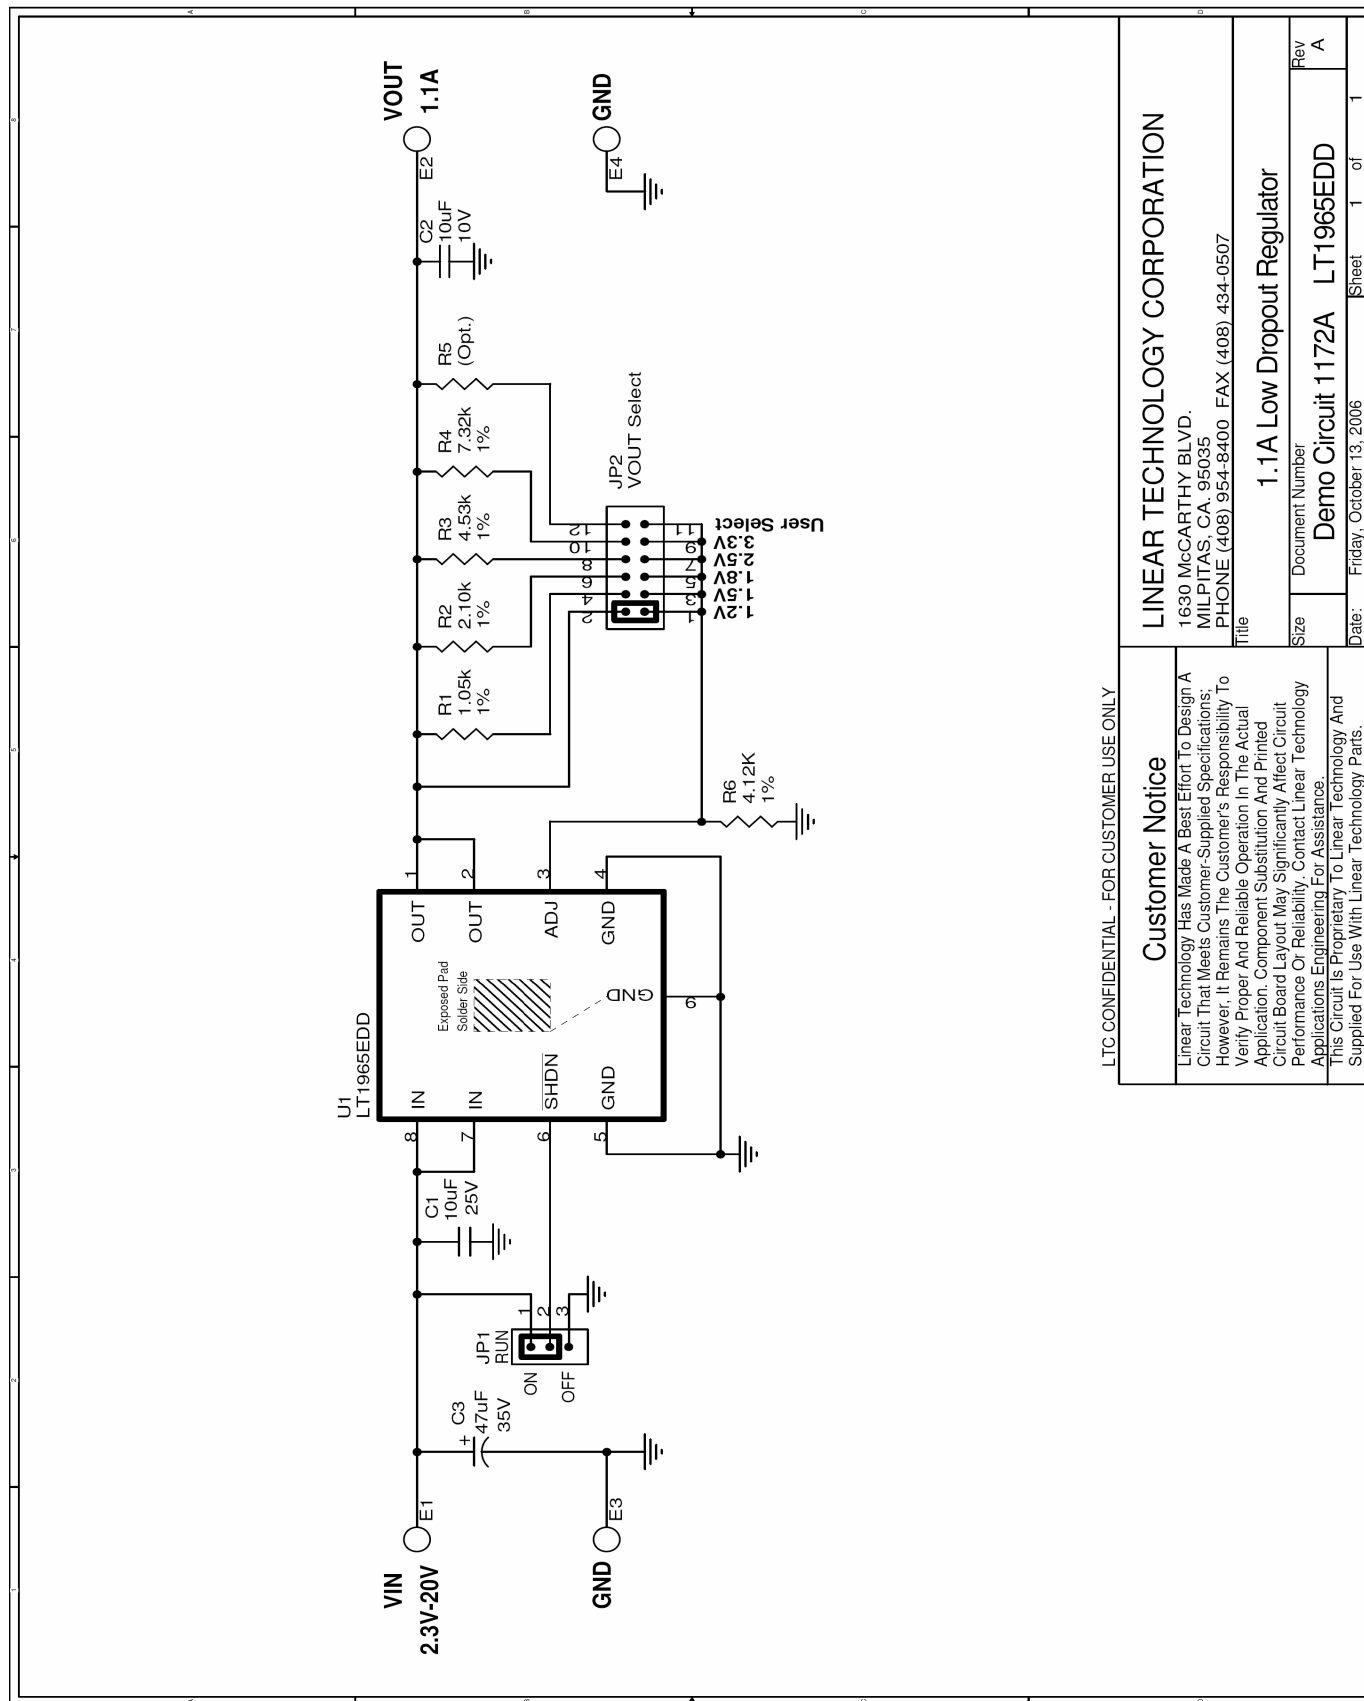 VIN
2.3V-20V
E1
GND
E3
C3
47uF
35V
+
JP1
RUN
ON
OFF
1
2
3
C1
10uF
25V
U1
LT1965EDD
8
7
6
5
IN
IN
SHDN
GND
Exposed Pad
Solder Side
GND
9
OUT
OUT
ADJ
GND
1
2
3
4
R6
4.12K
1%
R1
1.05k
1%
R2
2.10k
1%
R3
4.53k
1%
R4
7.32k
1%
R5
(Opt.)
JP2
VOUT Select
2
4
6
8
10
12
1
3
5
7
9
11
1.2V
1.5V
1.8V
2.5V
3.3V
User Select
C2
10uF
10V
E2
VOUT
1.1A
E4
GND
LTC CONFIDENTIAL - FOR CUSTOMER USE ONLY
Customer Notice
Linear Technology Has Made A Best Effort To Design A
Circuit That Meets Customer-Supplied Specifications;
However, It Remains The Customer's Responsibility To
Verify Proper And Reliable Operation In The Actual
Application. Component Substitution And Printed
Circuit Board Layout May Significantly Affect Circuit
Performance Or Reliability. Contact Linear Technology
Applications Engineering For Assistance.
This Circuit Is Proprietary To Linear Technology And
Supplied For Use With Linear Technology Parts.
LINEAR TECHNOLOGY CORPORATION
1630 McCARTHY BLVD.
MILPITAS, CA. 95035
PHONE (408) 954-8400 FAX (408) 434-0507
Title
1.1A Low Dropout Regulator
Size
Document Number
Rev
Demo Circuit 1172A LT1965EDD
A
Date: Friday, October 13, 2006 Sheet 1 of 1